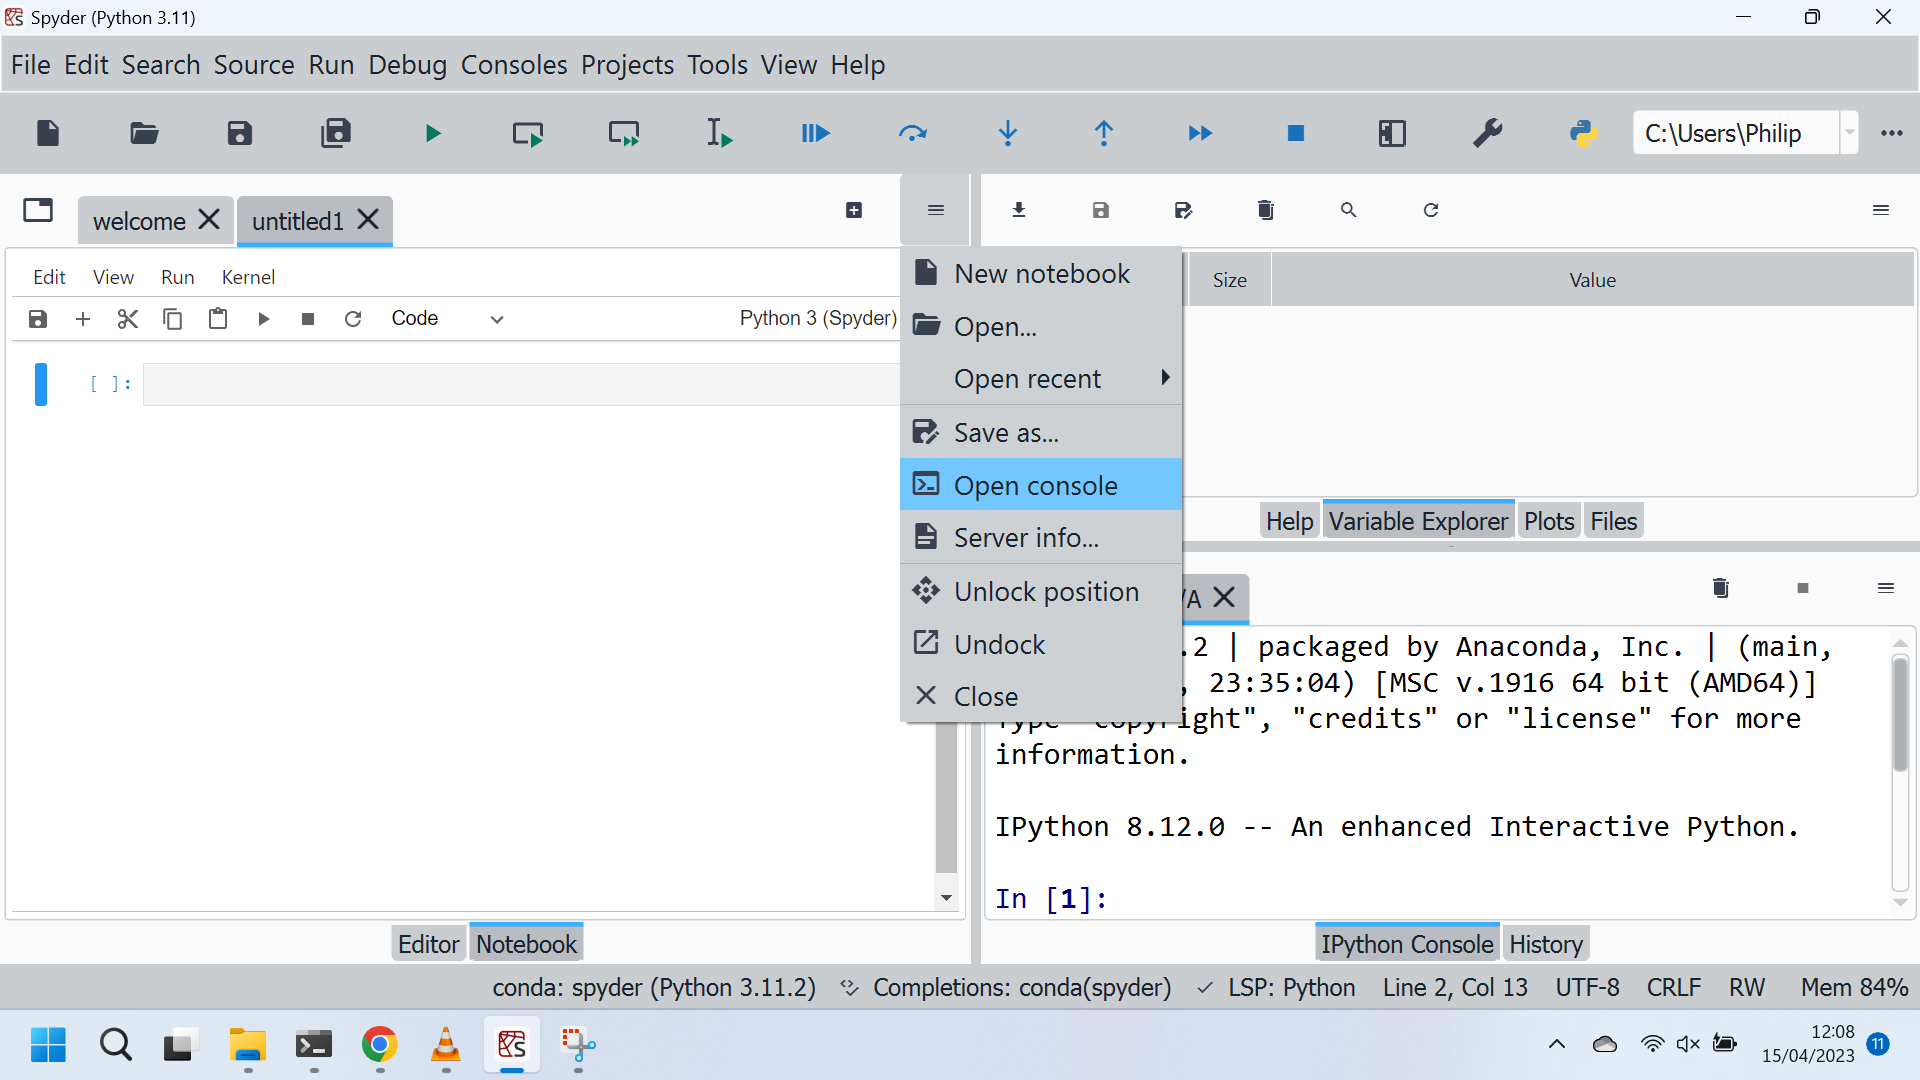 Spyder (Python 3.11)
File Edit Search Source Run Debug Consoles Projects Tools View Help
C:\Users\Philip
welcome
untitled1
Edit View Run Kernel
Code
Python 3 (Spyder)
[ ]:
New notebook
Open...
Open recent
Save as...
Open console
Server info...
Unlock position
Undock
Close
Size
Value
Help
Variable Explorer
Plots
Files
/A
.2 | packaged by Anaconda, Inc. | (main,
, 23:35:04) [MSC v.1916 64 bit (AMD64)]
Type "copyright", "credits" or "license" for more
information.
IPython 8.12.0 -- An enhanced Interactive Python.
In [1]:
Editor
Notebook
IPython Console
History
conda: spyder (Python 3.11.2)
Completions: conda(spyder)
LSP: Python
Line 2, Col 13
UTF-8
CRLF
RW
Mem 84%
12:08
15/04/2023
11